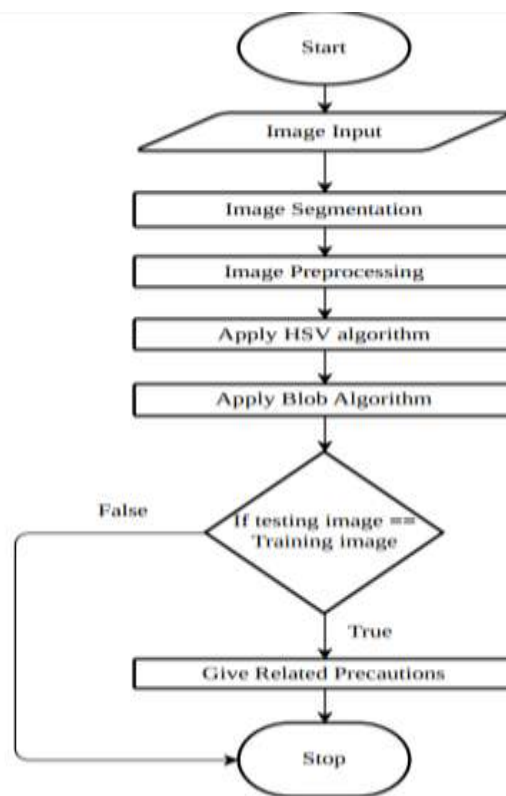 Start
Image Input
Image Segmentation
Image Preprocessing
Apply HSV algorithm
Apply Blob Algorithm
False
If testing image ==
Training image
True
Give Related Precautions
Stop